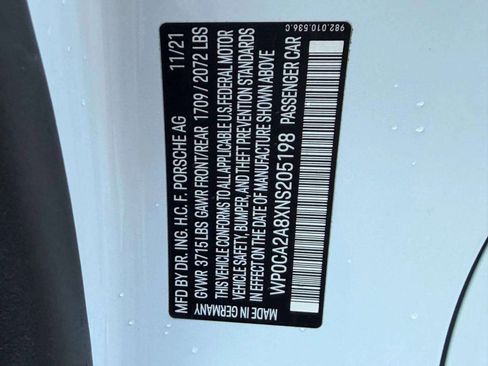 982.010.536.C
MFD BY DR. ING. H.C. F. PORSCHE AG 11/21
GVWR 3715LBS GAWR FRONT/REAR 1709 / 2072 LBS
THIS VEHICLE CONFORMS TO ALL APPLICABLE U.S.FEDERAL MOTOR
VEHICLE SAFETY, BUMPER, AND THEFT PREVENTION STANDARDS
IN EFFECT ON THE DATE OF MANUFACTURE SHOWN ABOVE
WP0CA2A8XNS205198 PASSENGER CAR
MADE IN GERMANY